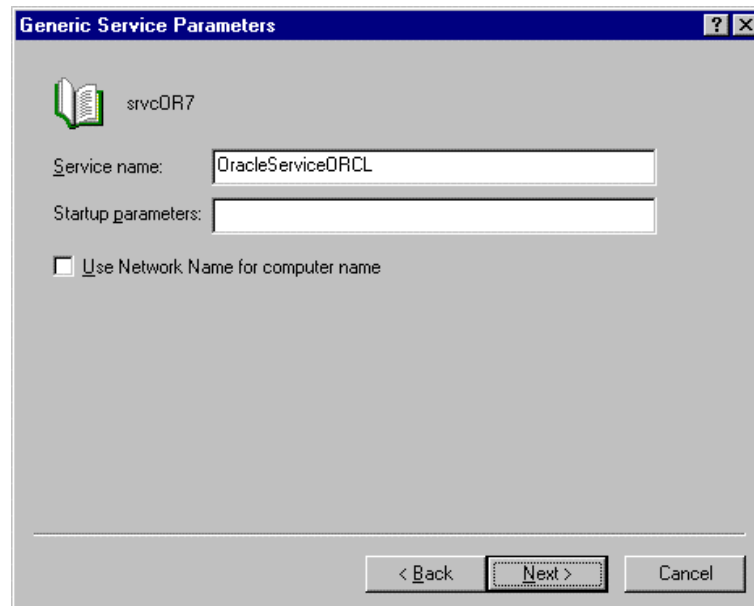 Generic Service Parameters
srvcOR7
Service name: OracleServiceORCL
Startup parameters:
Use Network Name for computer name
< Back Next > Cancel